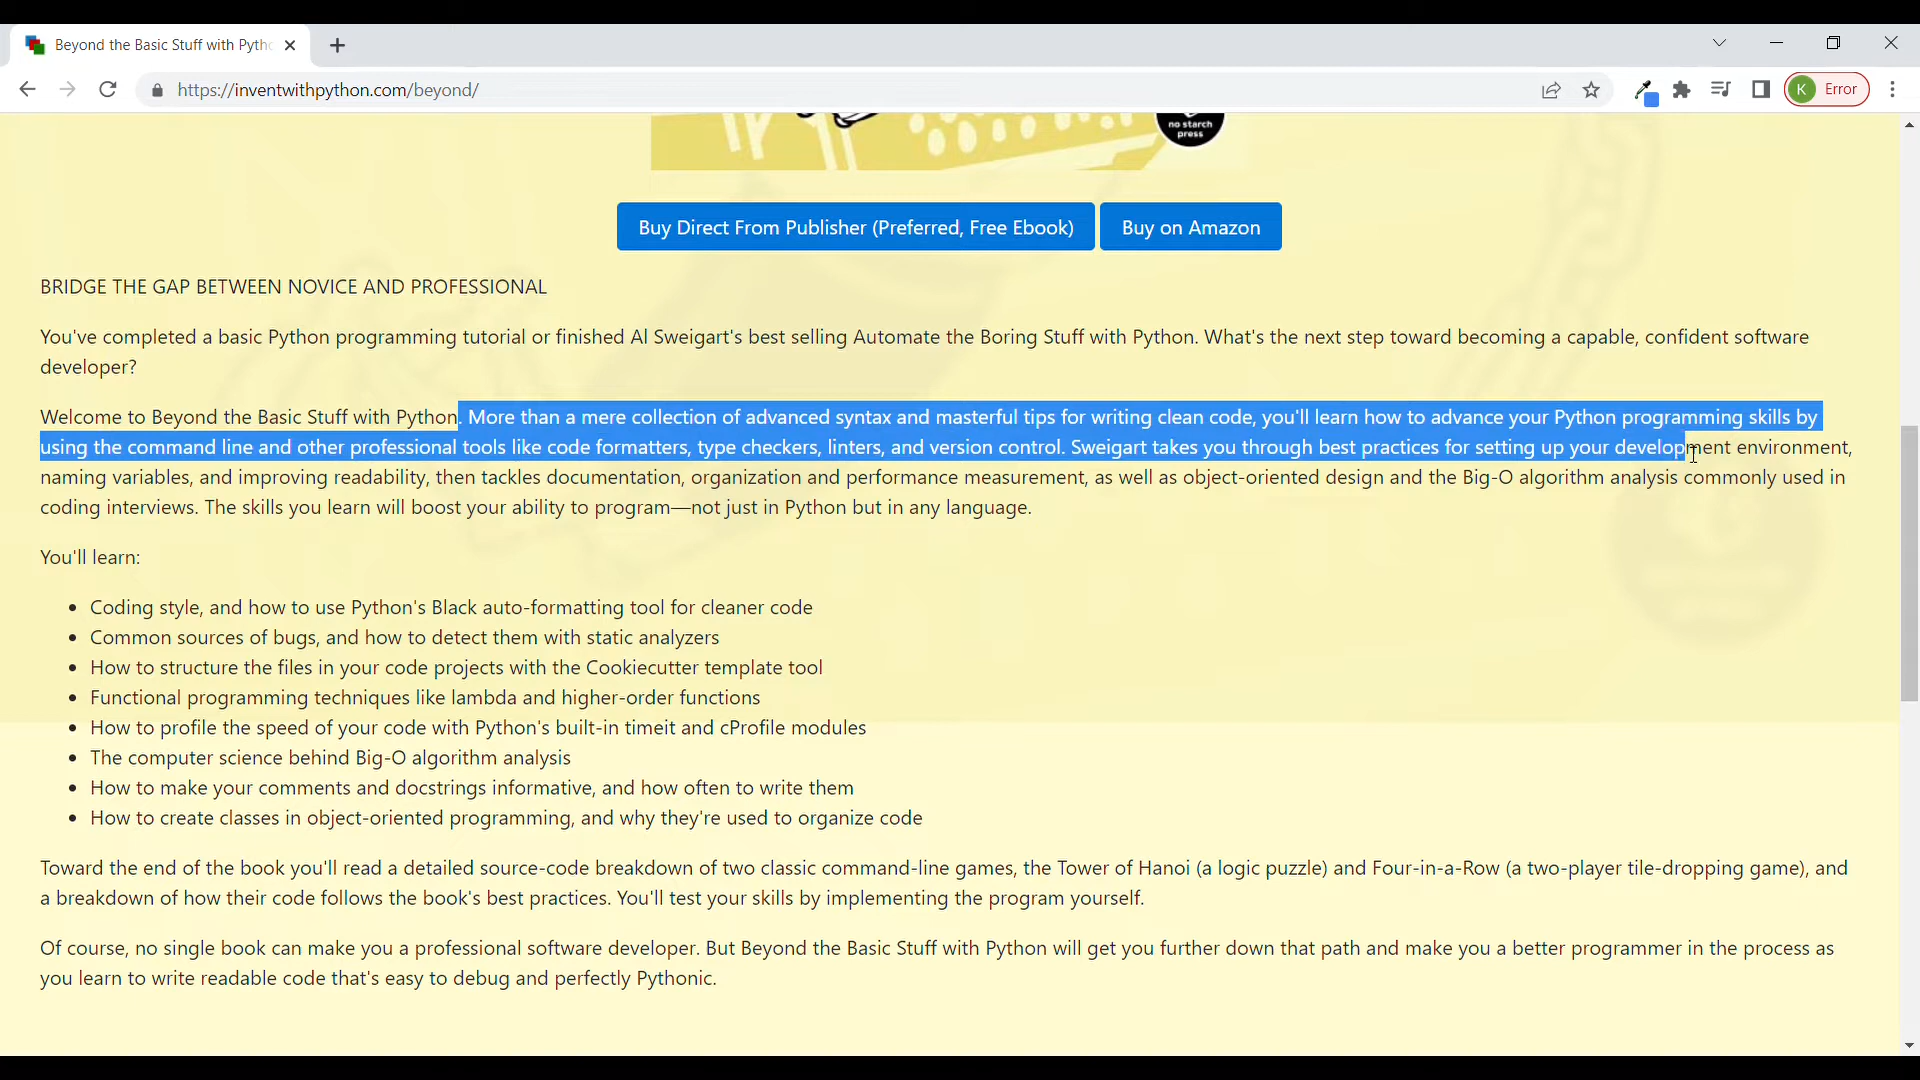 Beyond the Basic Stuff with Pyth
https://inventwithpython.com/beyond/
K Error
no starch
press
Buy Direct From Publisher (Preferred, Free Ebook)
Buy on Amazon
BRIDGE THE GAP BETWEEN NOVICE AND PROFESSIONAL
You've completed a basic Python programming tutorial or finished Al Sweigart's best selling Automate the Boring Stuff with Python. What's the next step toward becoming a capable, confident software
developer?
Welcome to Beyond the Basic Stuff with Python. More than a mere collection of advanced syntax and masterful tips for writing clean code, you'll learn how to advance your Python programming skills by
using the command line and other professional tools like code formatters, type checkers, linters, and version control. Sweigart takes you through best practices for setting up your development environment,
naming variables, and improving readability, then tackles documentation, organization and performance measurement, as well as object-oriented design and the Big-O algorithm analysis commonly used in
coding interviews. The skills you learn will boost your ability to program—not just in Python but in any language.
You'll learn:
• Coding style, and how to use Python's Black auto-formatting tool for cleaner code
• Common sources of bugs, and how to detect them with static analyzers
• How to structure the files in your code projects with the Cookiecutter template tool
• Functional programming techniques like lambda and higher-order functions
• How to profile the speed of your code with Python's built-in timeit and cProfile modules
• The computer science behind Big-O algorithm analysis
• How to make your comments and docstrings informative, and how often to write them
• How to create classes in object-oriented programming, and why they're used to organize code
Toward the end of the book you'll read a detailed source-code breakdown of two classic command-line games, the Tower of Hanoi (a logic puzzle) and Four-in-a-Row (a two-player tile-dropping game), and
a breakdown of how their code follows the book's best practices. You'll test your skills by implementing the program yourself.
Of course, no single book can make you a professional software developer. But Beyond the Basic Stuff with Python will get you further down that path and make you a better programmer in the process as
you learn to write readable code that's easy to debug and perfectly Pythonic.